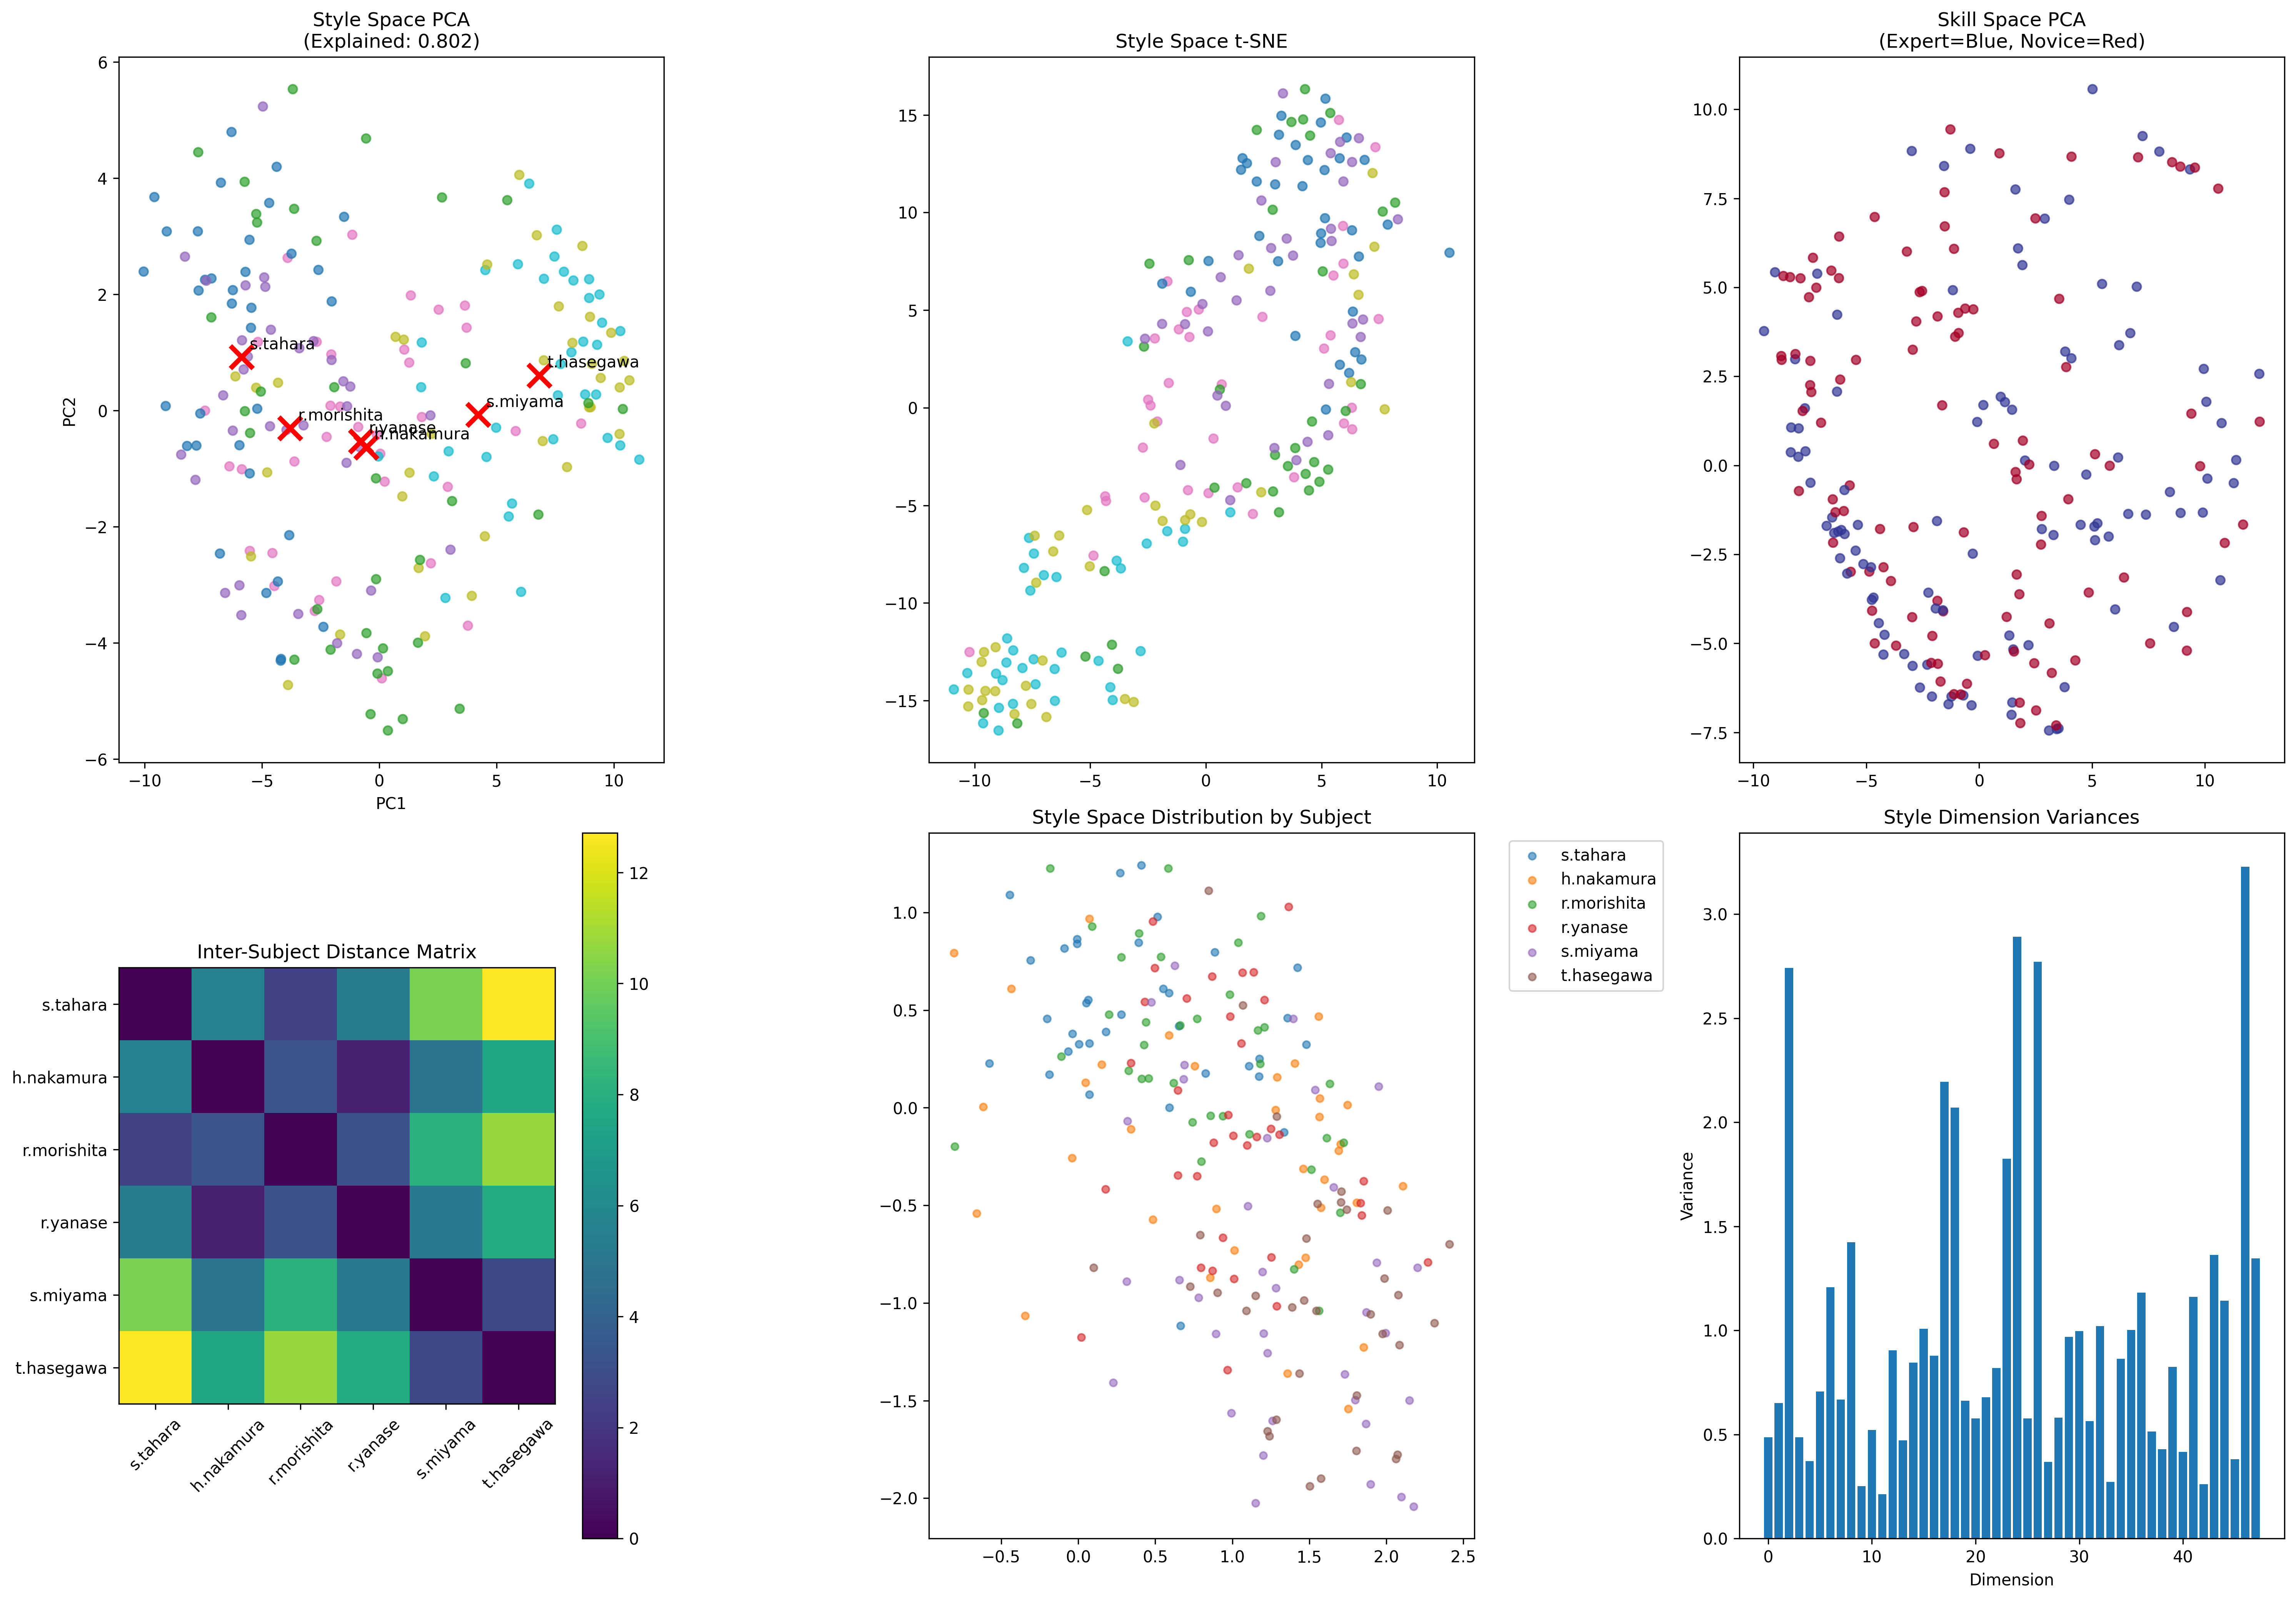 Style Space PCA
(Explained: 0.802)
6
4
2
0
−2
−4
−6
PC2
s.tahara
t.hasegawa
s.miyama
r.morishita
r.yanase
h.nakamura
−10
−5
0
5
10
PC1
Style Space t-SNE
15
10
5
0
−5
−10
−15
−10
−5
0
5
10
Skill Space PCA
(Expert=Blue, Novice=Red)
10.0
7.5
5.0
2.5
0.0
−2.5
−5.0
−7.5
−10
−5
0
5
10
Inter-Subject Distance Matrix
s.tahara
h.nakamura
r.morishita
r.yanase
s.miyama
t.hasegawa
s.tahara
h.nakamura
r.morishita
r.yanase
s.miyama
t.hasegawa
12
10
8
6
4
2
0
Style Space Distribution by Subject
1.0
0.5
0.0
−0.5
−1.0
−1.5
−2.0
−0.5
0.0
0.5
1.0
1.5
2.0
2.5
s.tahara
h.nakamura
r.morishita
r.yanase
s.miyama
t.hasegawa
Style Dimension Variances
3.0
2.5
2.0
1.5
1.0
0.5
0.0
Variance
0
10
20
30
40
Dimension